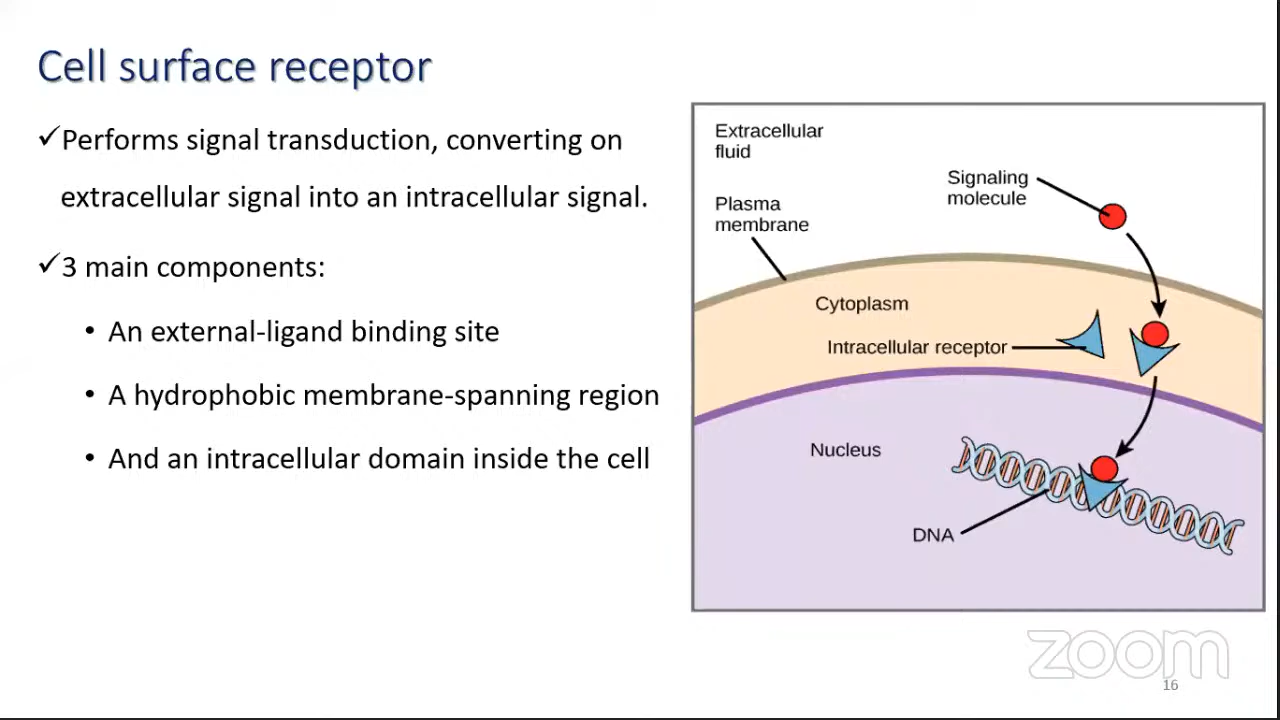 Cell surface receptor
✓Performs signal transduction, converting on
extracellular signal into an intracellular signal.
✓3 main components:
• An external-ligand binding site
• A hydrophobic membrane-spanning region
• And an intracellular domain inside the cell
Extracellular
fluid
Signaling
molecule
Plasma
membrane
Cytoplasm
Intracellular receptor
Nucleus
DNA
zoom
16